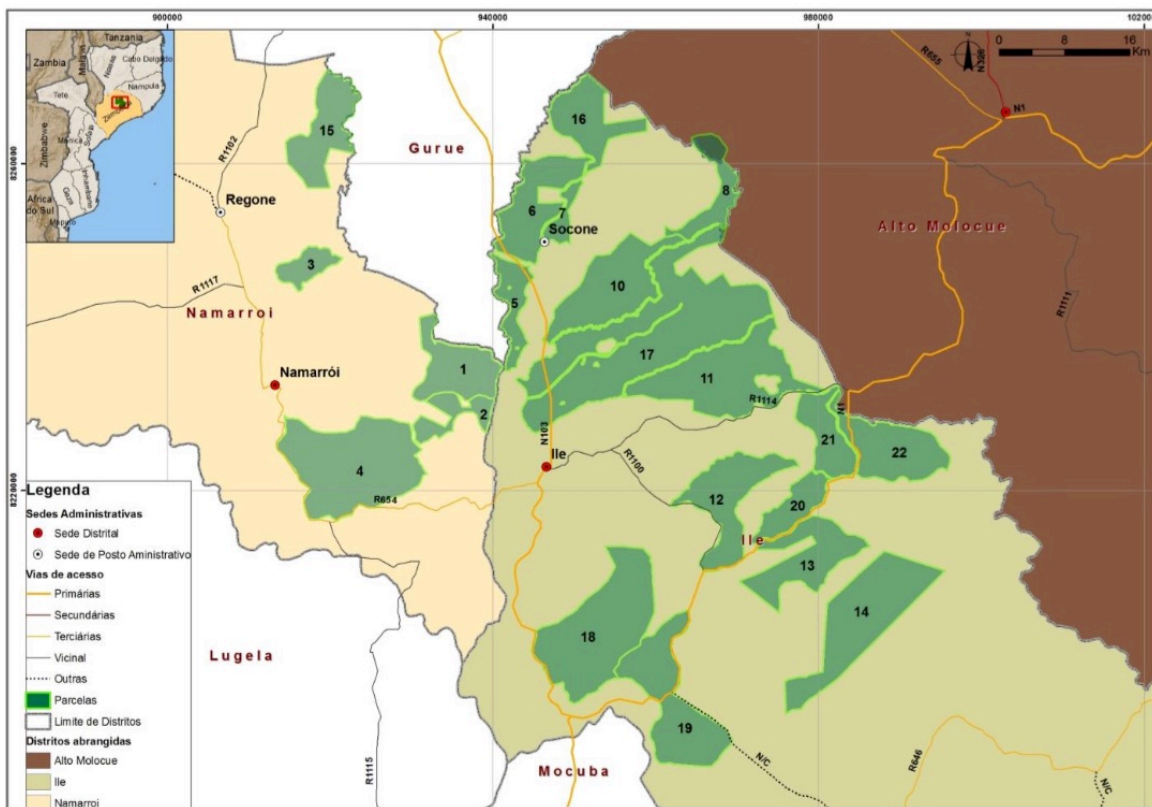 900000
940000
980000
10200
8260000
8220000
Tanzania
Zambia
Malawi
Niassa
Cabo Delgado
Nampula
Tete
Zambezia
Zimbabwe
Manica
Sofala
Inhambane
Gaza
Africa
do Sul
Maputo
N
0 8 16
Km
R655
N326
N1
15
16
Gurue
R1102
Regone
6
7
8
Socone
Alto Molocue
3
R1117
10
5
R1111
Namarroi
17
Namarrói
1
11
2
R1114
N1
N103
21
22
Ile
R1100
4
R654
12
20
Ile
13
14
18
Lugela
19
R1115
N/C
Mocuba
R646
N/C
Legenda
Sedes Administrativas
Sede Distrital
Sede de Posto Aministrativo
Vias de acesso
Primárias
Secundárias
Terciárias
Vicinal
Outras
Parcelas
Limite de Distritos
Distritos abrangidas
Alto Molocue
Ile
Namarroi